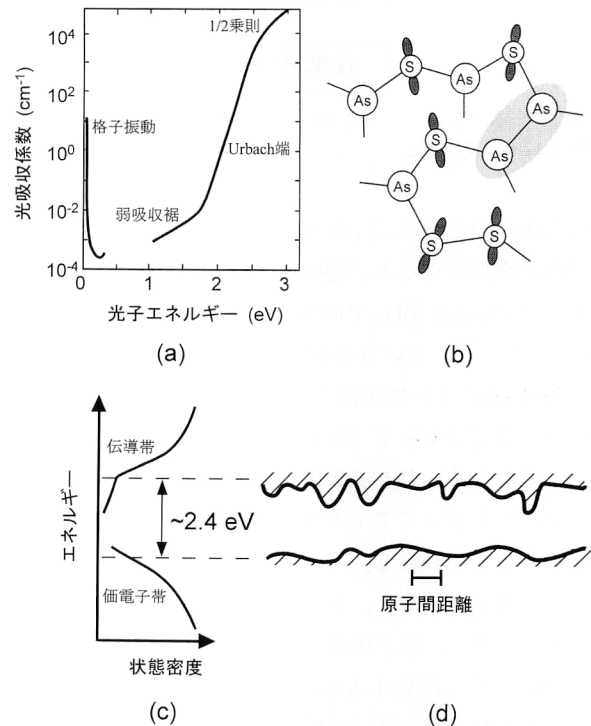 1/2乗則
10⁴
10²
10⁰
10⁻²
10⁻⁴
光吸収係数 (cm⁻¹)
格子振動
Urbach端
弱吸収裾
0
1
2
3
光子エネルギー (eV)
(a)
S
S
As
As
As
S
As
As
S
S
(b)
エネルギー
伝導帯
~2.4 eV
価電子帯
状態密度
(c)
原子間距離
(d)